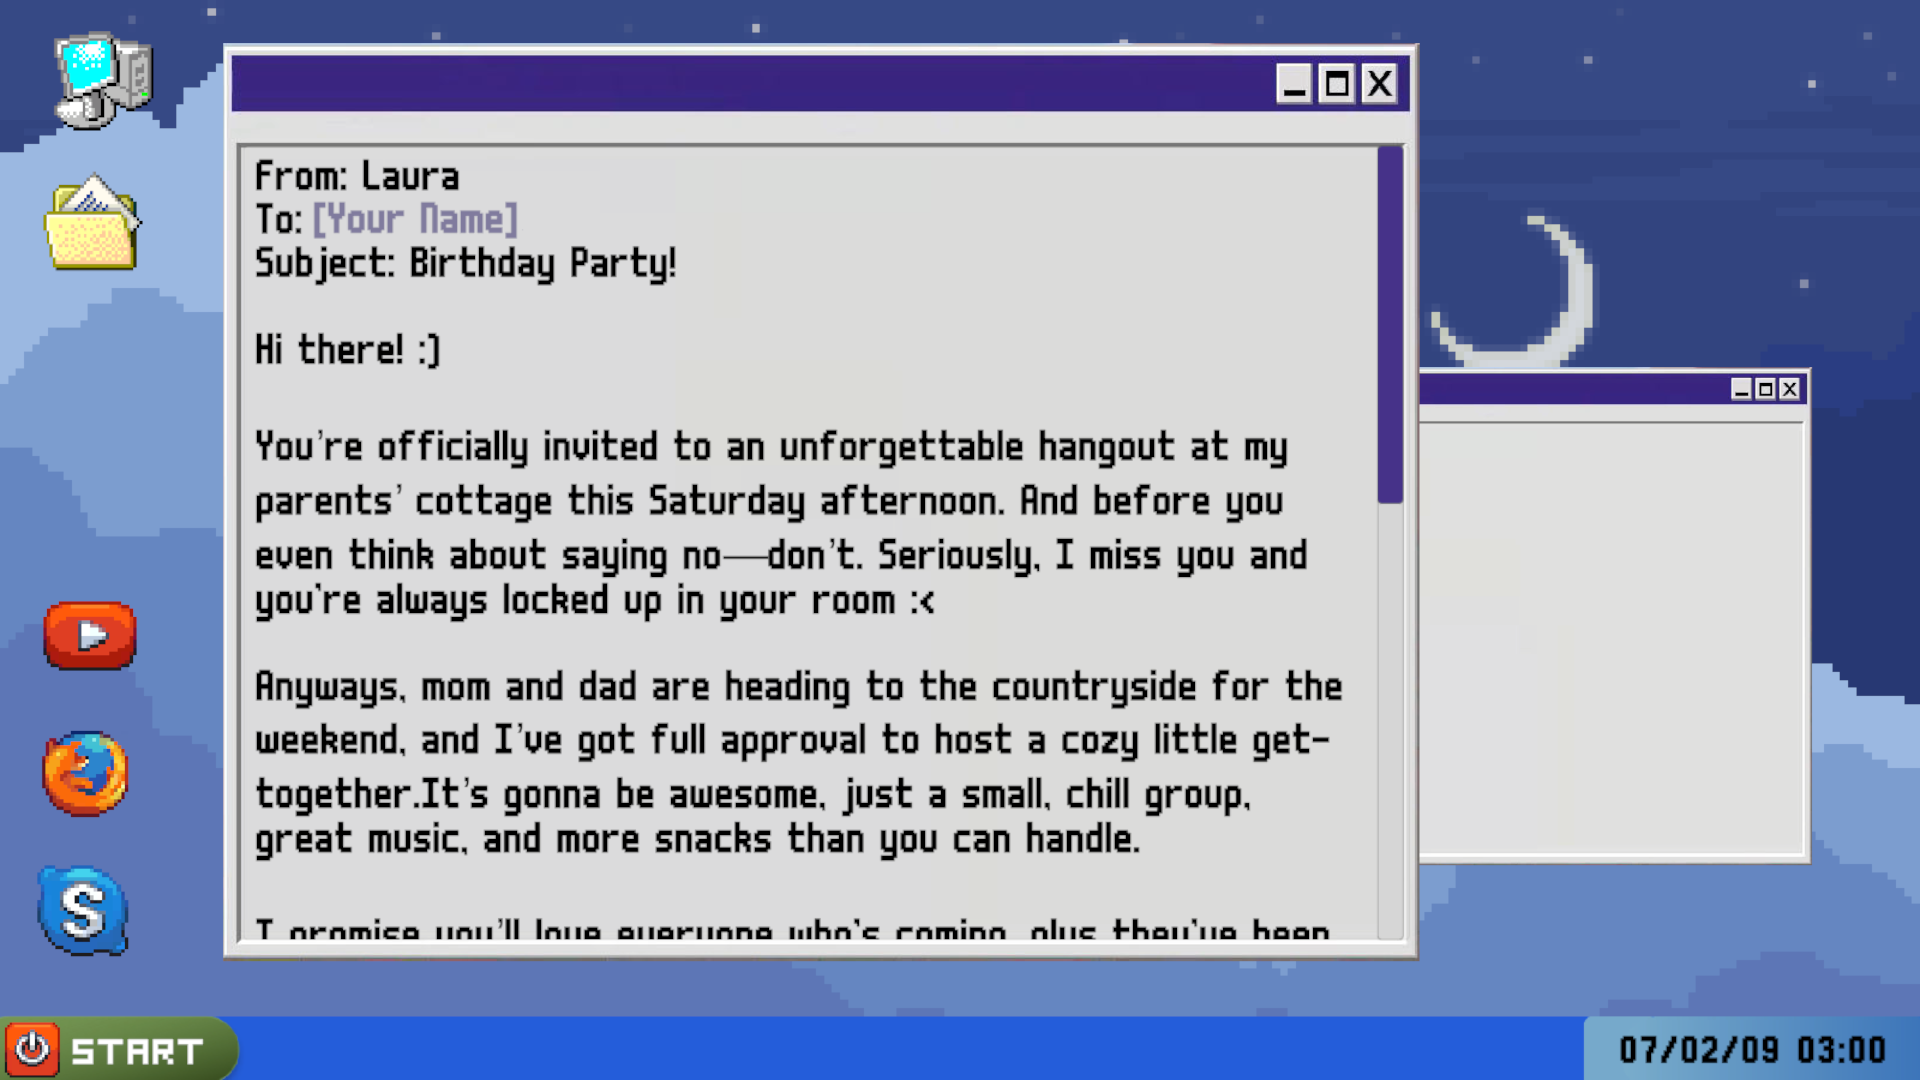 From: Laura
To: [Your Name]
Subject: Birthday Party!
Hi there! :)
You're officially invited to an unforgettable hangout at my
parents' cottage this Saturday afternoon. And before you
even think about saying no—don't. Seriously, I miss you and
you're always locked up in your room :<
Anyways, mom and dad are heading to the countryside for the
weekend, and I've got full approval to host a cozy little get-
together.It's gonna be awesome, just a small, chill group,
great music, and more snacks than you can handle.
I promise you'll love everyone who's coming, plus they've been
START
07/02/09 03:00